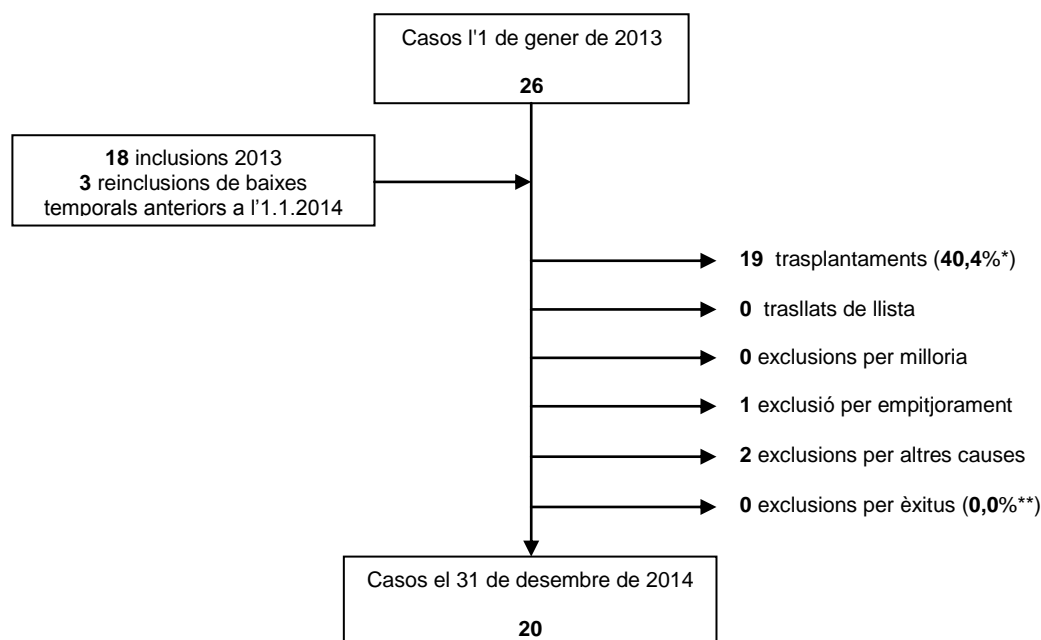 Casos l'1 de gener de 2013
26
18 inclusions 2013
3 reinclusions de baixes
temporals anteriors a l'1.1.2014
19 trasplantaments (40,4%*)
0 trasllats de llista
0 exclusions per milloria
1 exclusió per empitjorament
2 exclusions per altres causes
0 exclusions per èxitus (0,0%**)
Casos el 31 de desembre de 2014
20